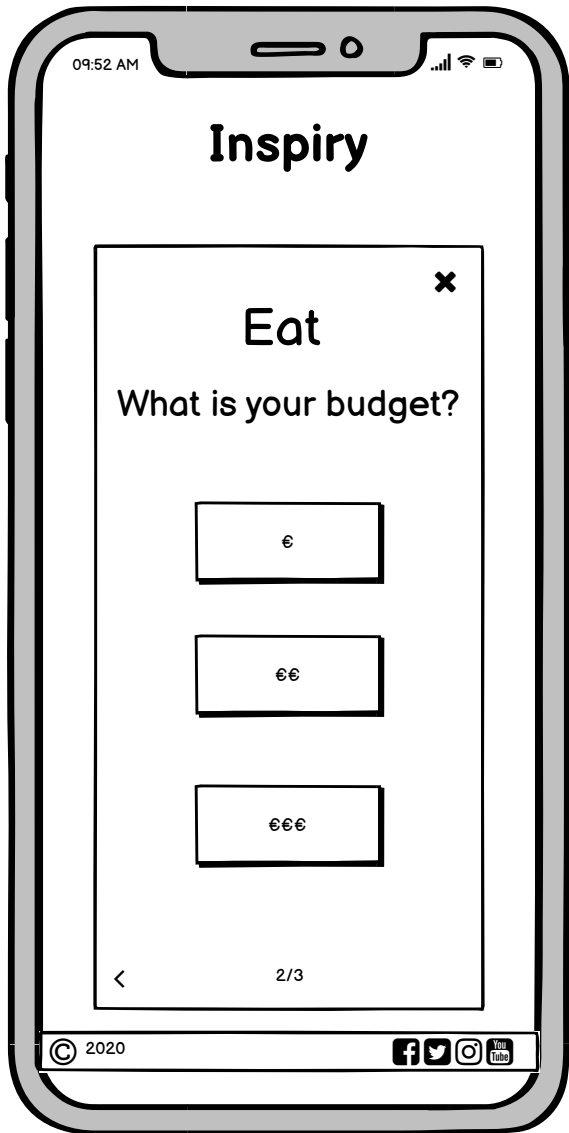 09:52 AM
Inspiry
Eat
What is your budget?
€
€€
€€€
2/3
© 2020
You
Tube